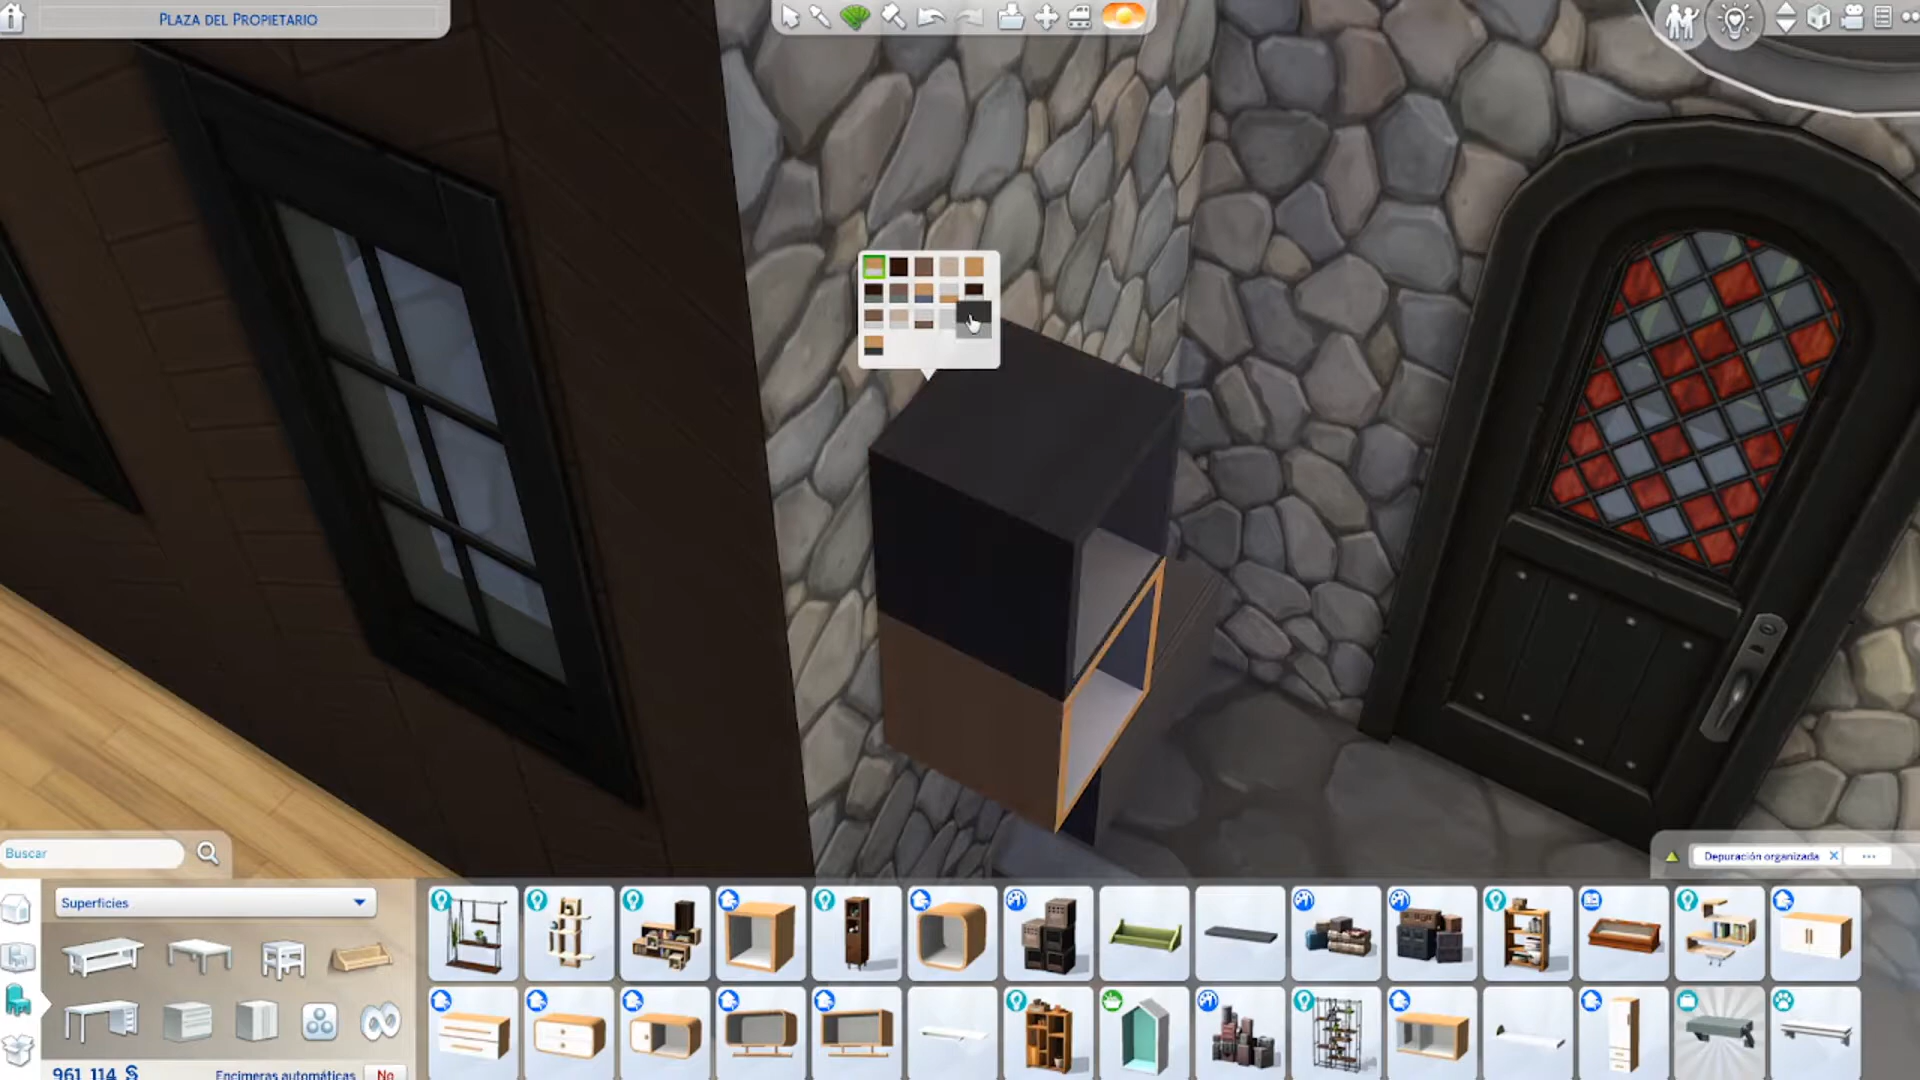 Plaza del Propietario
Buscar
Depuración organizada
Superficies
961 114 $
Encimeras automáticas No